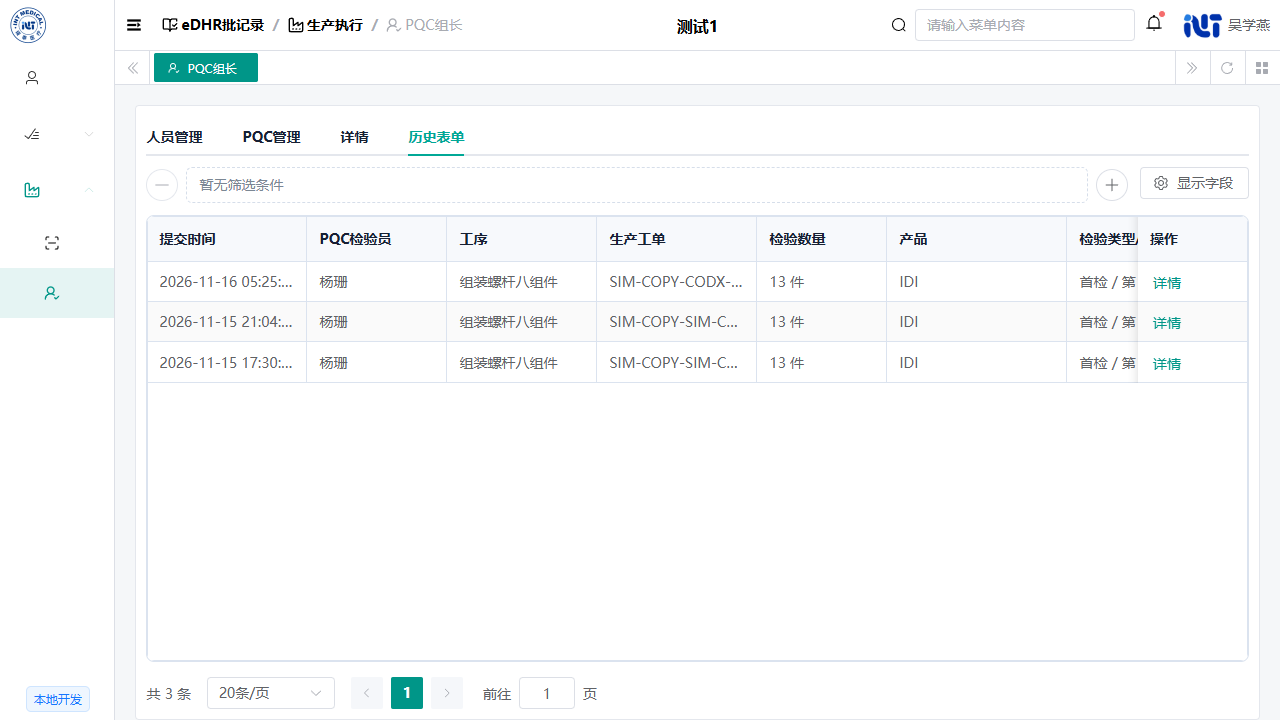 eDHR批记录 / 生产执行 / PQC组长
测试1
请输入菜单内容
吴学燕
PQC组长
人员管理 PQC管理 详情 历史表单
暂无筛选条件
显示字段
提交时间 PQC检验员 工序 生产工单 检验数量 产品 检验类型/ 操作
2026-11-16 05:25:... 杨珊 组装螺杆八组件 SIM-COPY-CODX-... 13 件 IDI 首检 / 第 详情
2026-11-15 21:04:... 杨珊 组装螺杆八组件 SIM-COPY-SIM-C... 13 件 IDI 首检 / 第 详情
2026-11-15 17:30:... 杨珊 组装螺杆八组件 SIM-COPY-SIM-C... 13 件 IDI 首检 / 第 详情
本地开发
共 3 条 20条/页 1 前往 1 页